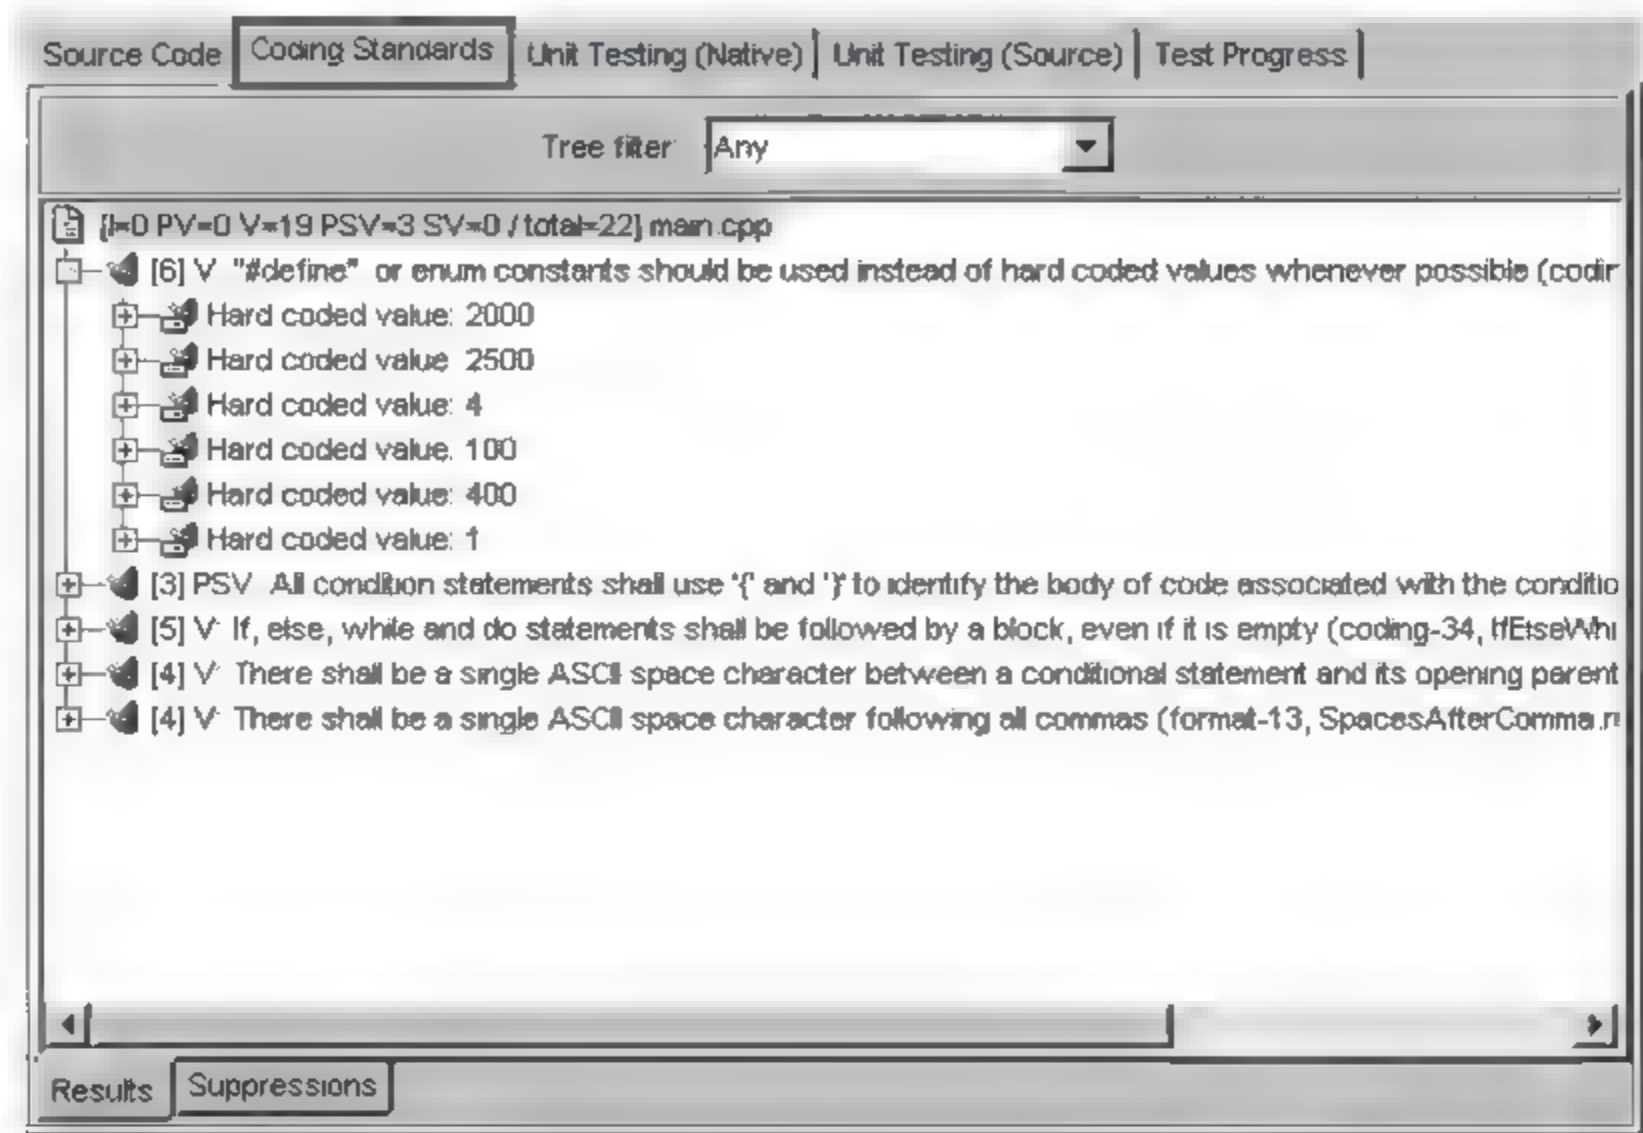 Source Code Coding Standards Unit Testing (Native) Unit Testing (Source) Test Progress
Tree filter: Any
[I=0 PV=0 V=19 PSV=3 SV=0 / total=22] main.cpp
[6] V "#define" or enum constants should be used instead of hard coded values whenever possible (codin
Hard coded value: 2000
Hard coded value: 2500
Hard coded value: 4
Hard coded value: 100
Hard coded value: 400
Hard coded value: 1
[3] PSV All condition statements shall use '{' and '}' to identify the body of code associated with the conditio
[5] V: If, else, while and do statements shall be followed by a block, even if it is empty (coding-34, IfElseWhi
[4] V: There shall be a single ASCII space character between a conditional statement and its opening parent
[4] V: There shall be a single ASCII space character following all commas (format-13, SpacesAfterComma.ru
Results Suppressions